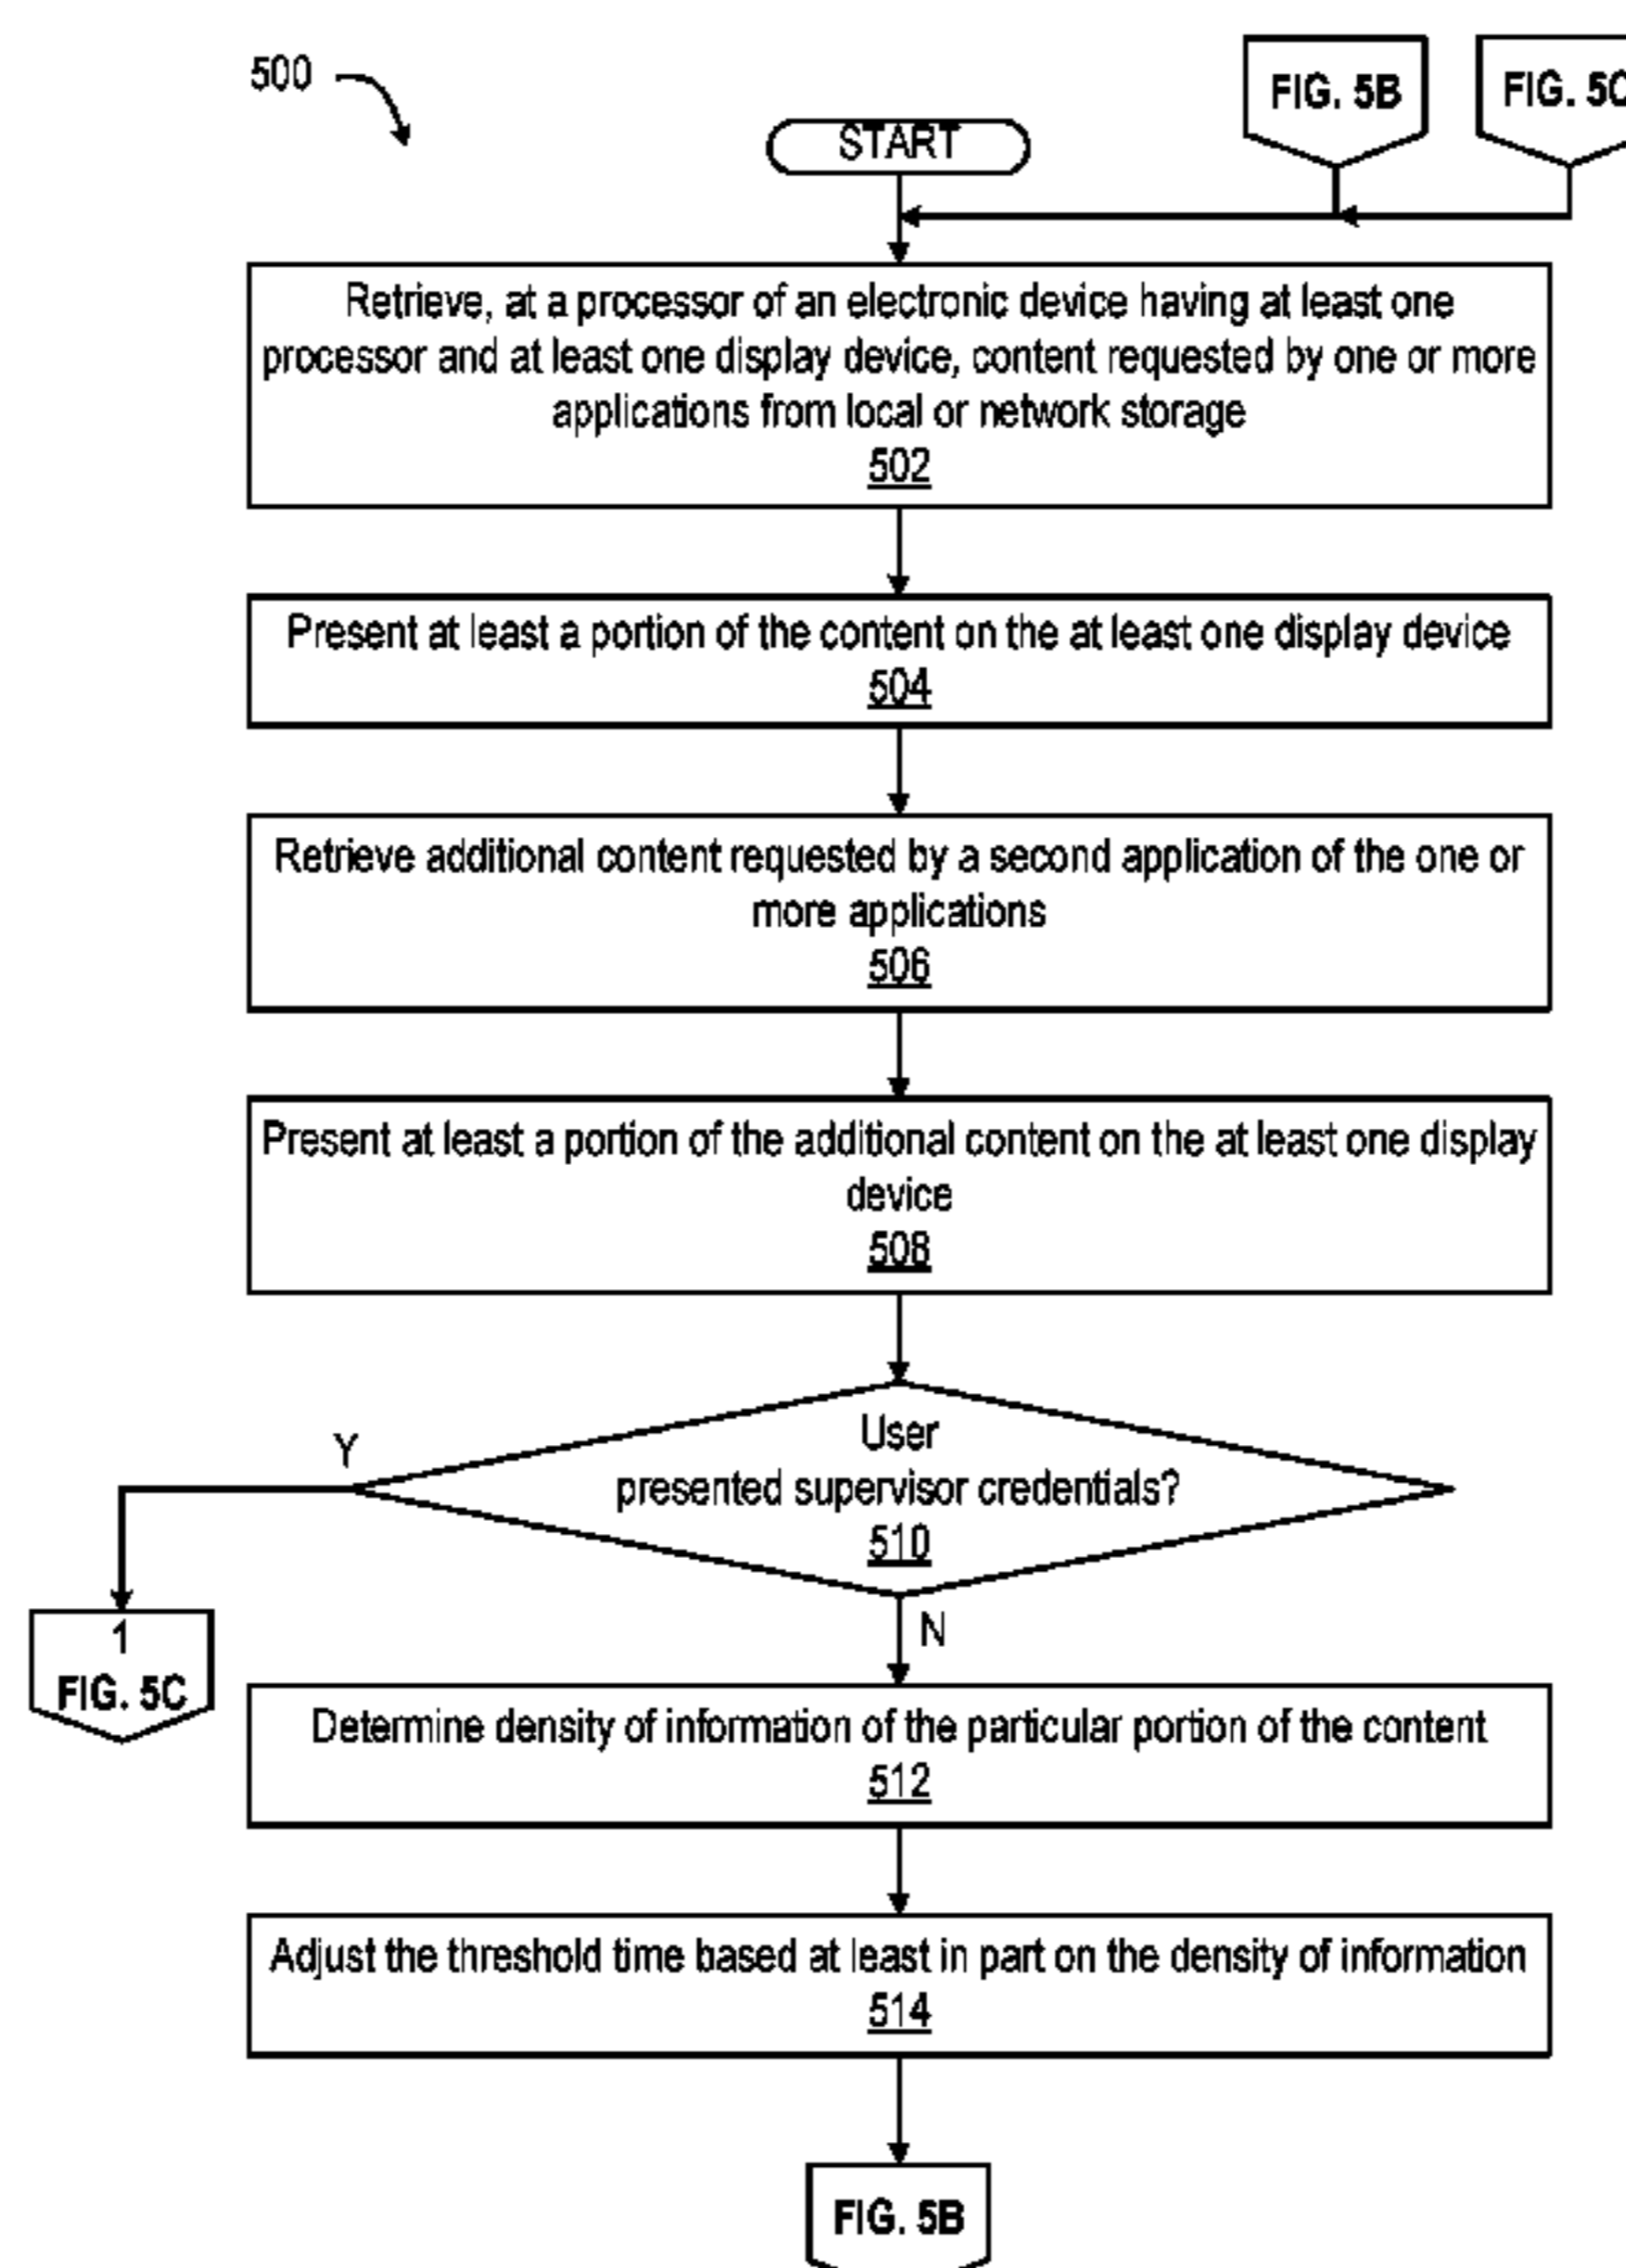 500
START
FIG. 5B
FIG. 5C
Retrieve, at a processor of an electronic device having at least one
processor and at least one display device, content requested by one or more
applications from local or network storage
502
Present at least a portion of the content on the at least one display device
504
Retrieve additional content requested by a second application of the one or
more applications
506
Present at least a portion of the additional content on the at least one display
device
508
User
presented supervisor credentials?
510
Y
N
1
FIG. 5C
Determine density of information of the particular portion of the content
512
Adjust the threshold time based at least in part on the density of information
514
FIG. 5B